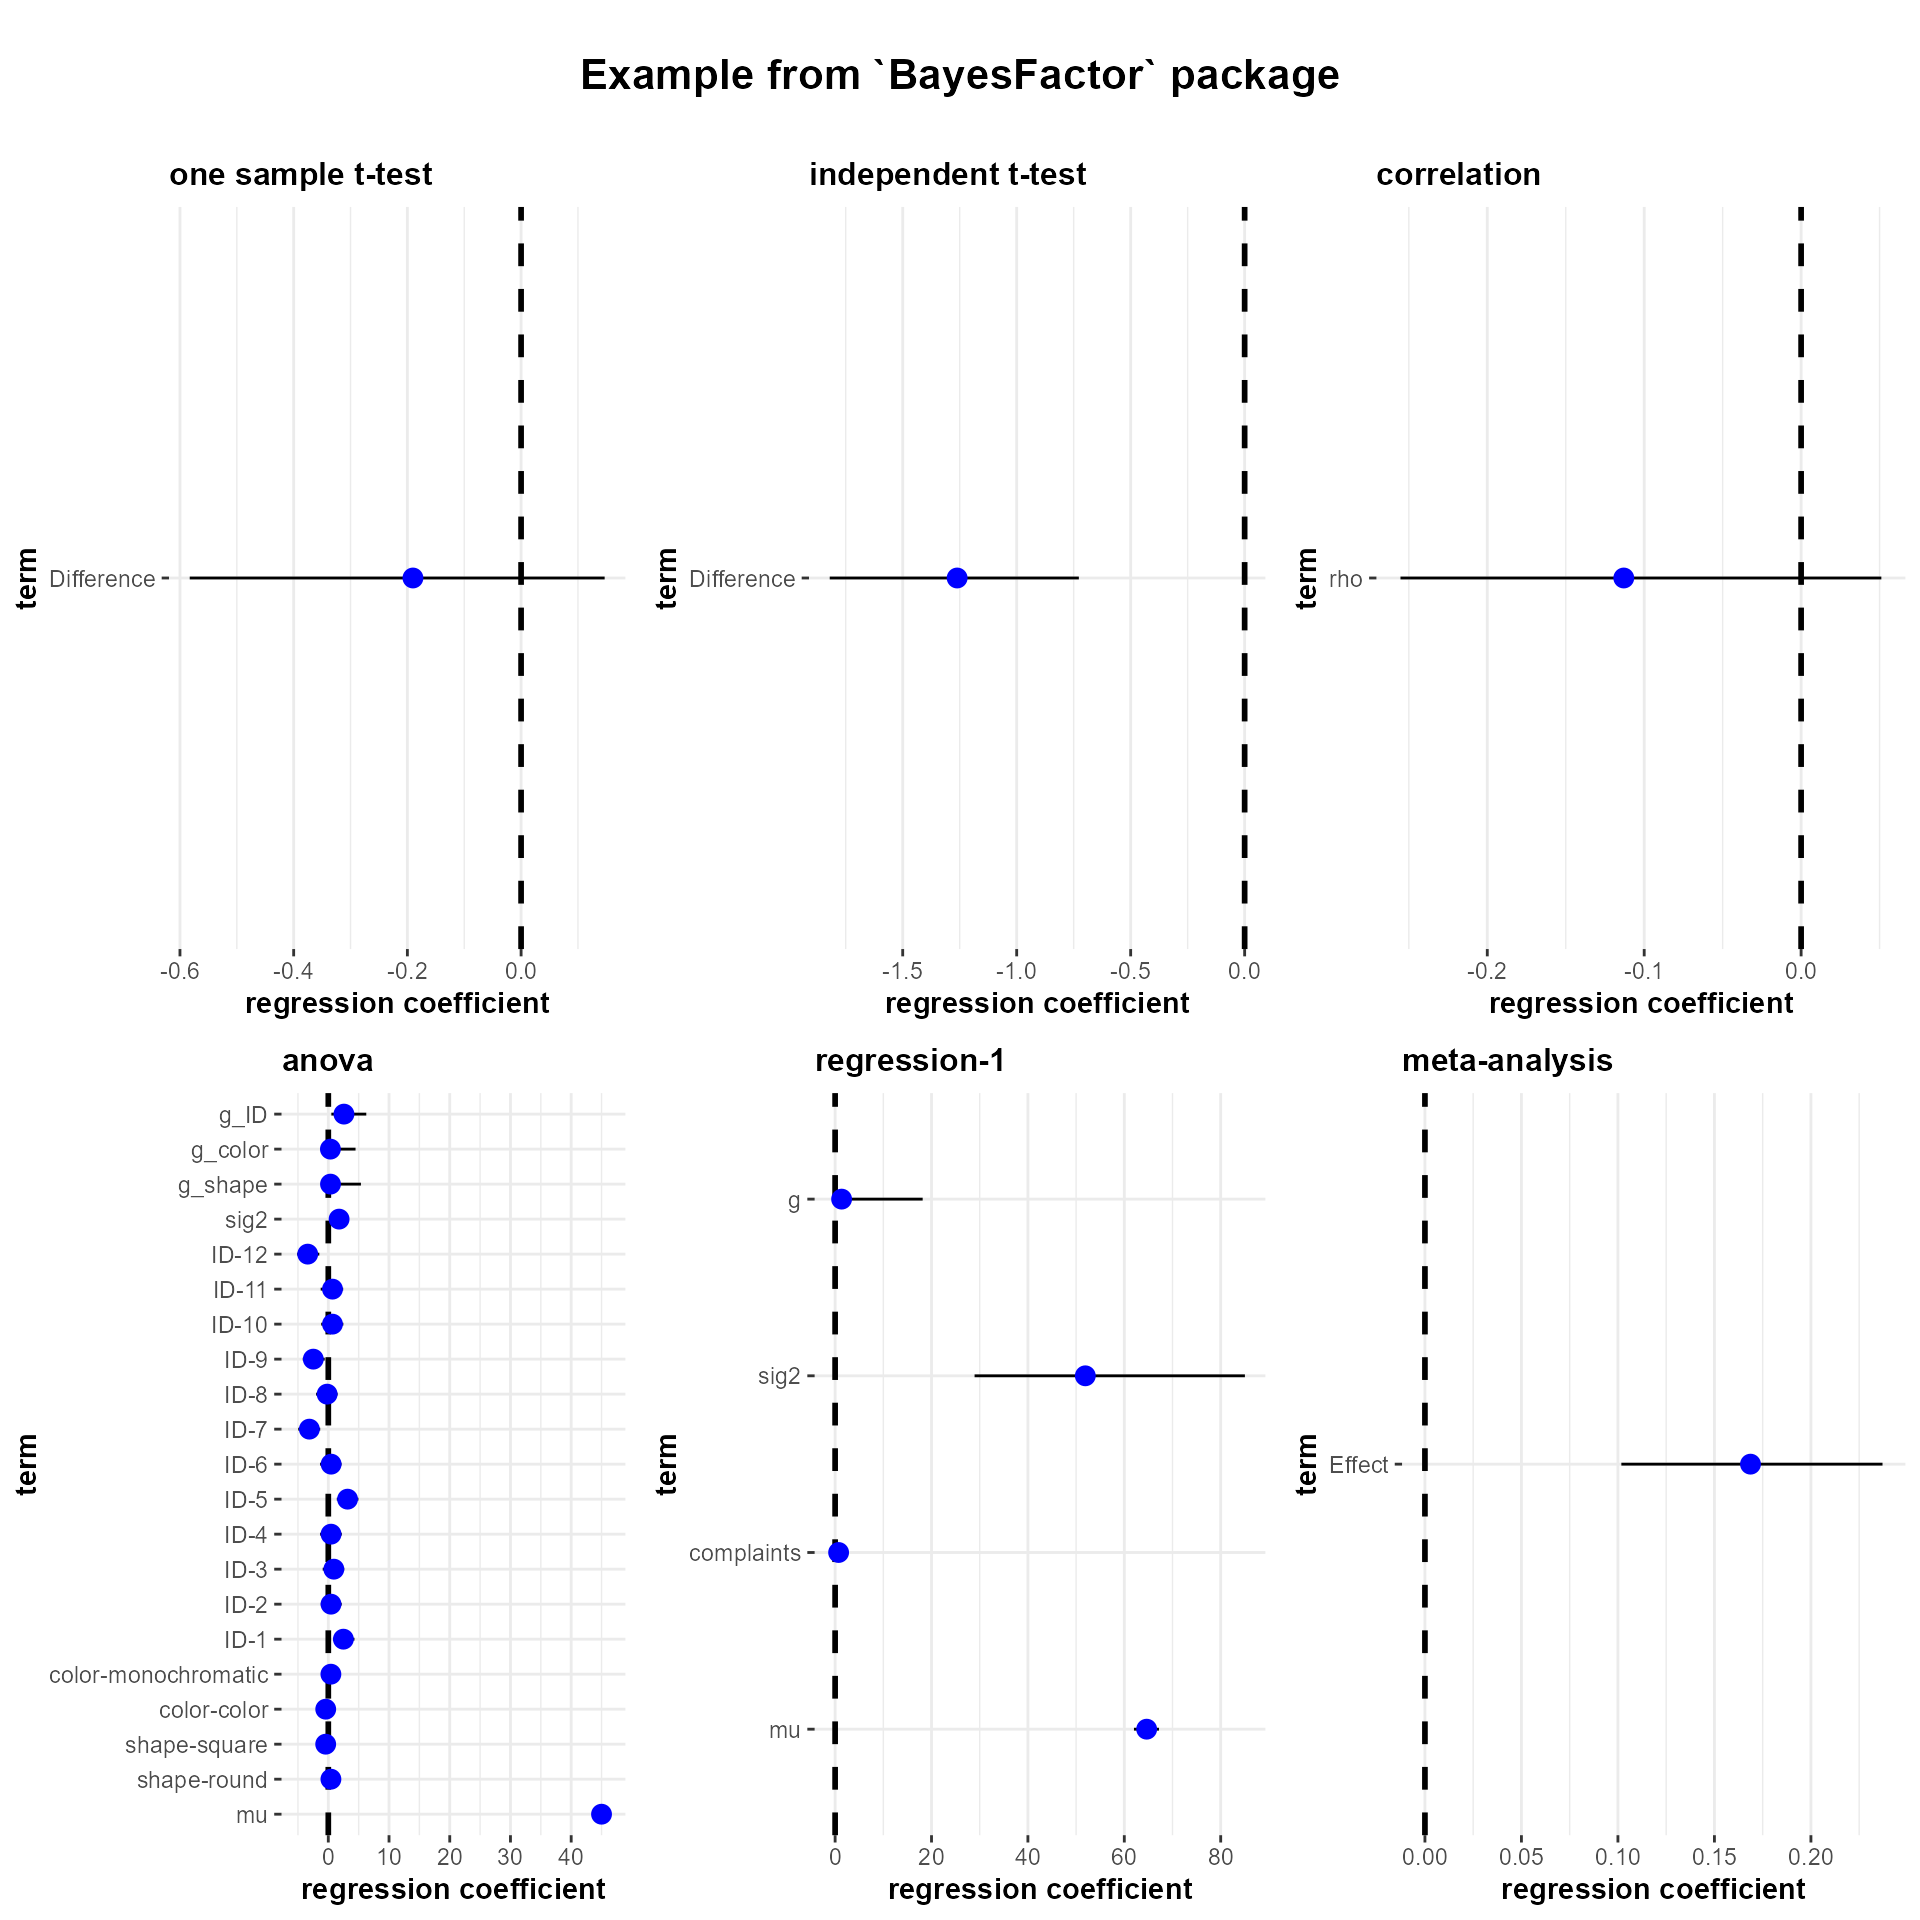 Example from `BayesFactor` package
one sample t-test
term
Difference
-0.6 -0.4 -0.2 0.0
regression coefficient
independent t-test
term
Difference
-1.5 -1.0 -0.5 0.0
regression coefficient
correlation
term
rho
-0.2 -0.1 0.0
regression coefficient
anova
term
g_ID
g_color
g_shape
sig2
ID-12
ID-11
ID-10
ID-9
ID-8
ID-7
ID-6
ID-5
ID-4
ID-3
ID-2
ID-1
color-monochromatic
color-color
shape-square
shape-round
mu
0 10 20 30 40
regression coefficient
regression-1
term
g
sig2
complaints
mu
0 20 40 60 80
regression coefficient
meta-analysis
term
Effect
0.00 0.05 0.10 0.15 0.20
regression coefficient